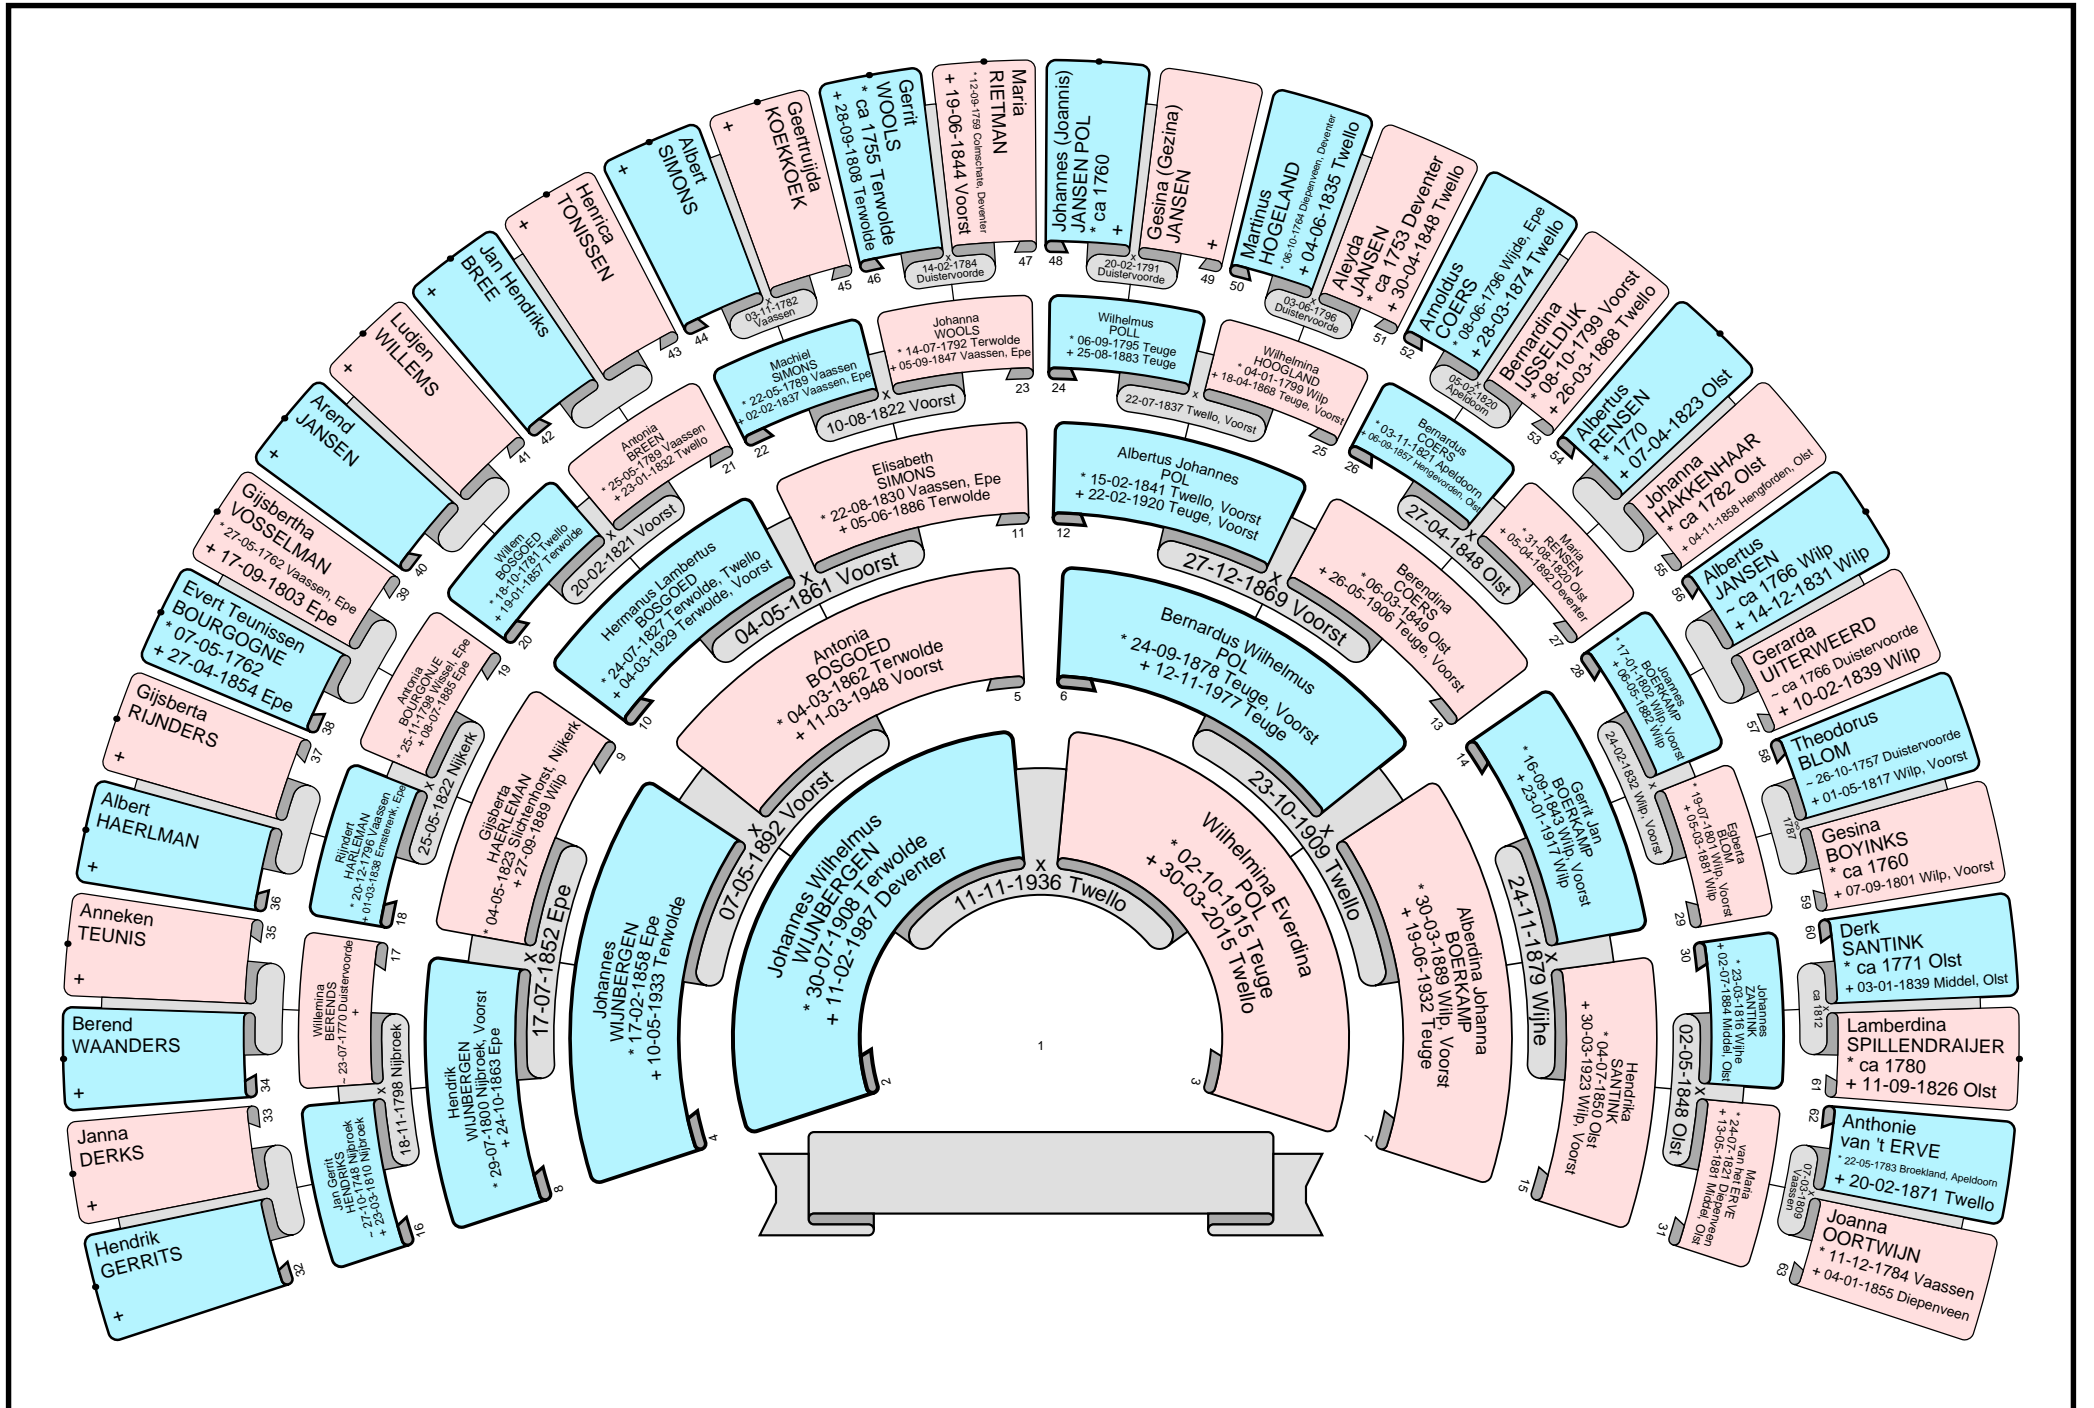 1
Johannes Wilhelmus
WIJNBERGEN
* 30-07-1908 Terwolde
+ 11-02-1987 Deventer
2
x
11-11-1936 Twello
Wilhelmina Everdina
POL
* 02-10-1915 Teuge
+ 30-03-2015 Twello
3
Johannes
WIJNBERGEN
* 17-02-1858 Epe
+ 10-05-1933 Terwolde
4
x
07-05-1892 Voorst
Antonia
BOSGOED
* 04-03-1862 Terwolde
+ 11-03-1948 Voorst
5
Bernardus Wilhelmus
POL
* 24-09-1878 Teuge, Voorst
+ 12-11-1977 Teuge
6
x
23-10-1909 Twello
Alberdina Johanna
BOERKAMP
* 30-03-1889 Wilp, Voorst
+ 19-06-1932 Teuge
7
Hendrik
WIJNBERGEN
* 29-07-1800 Nijbroek, Voorst
+ 24-10-1863 Epe
8
x
17-07-1852 Epe
Gijsberta
HAERLEMAN
* 04-05-1823 Slichtenhorst, Nijkerk
+ 27-09-1889 Wilp
9
Hermanus Lambertus
BOSGOED
* 24-07-1827 Terwolde, Twello
+ 04-03-1929 Terwolde, Voorst
10
x
04-05-1861 Voorst
Elisabeth
SIMONS
* 22-08-1830 Vaassen, Epe
+ 05-06-1886 Terwolde
11
Albertus Johannes
POL
* 15-02-1841 Twello, Voorst
+ 22-02-1920 Teuge, Voorst
12
x
27-12-1869 Voorst
Berendina
COERS
* 06-03-1849 Olst
+ 26-05-1906 Teuge, Voorst
13
Gerrit Jan
BOERKAMP
* 16-09-1843 Wilp, Voorst
+ 23-01-1917 Wilp
14
x
24-11-1879 Wijhe
Hendrika
SANTINK
* 04-07-1850 Olst
+ 30-03-1923 Wilp, Voorst
15
Jan Gerrit
HENDRIKS
~ 27-10-1748 Nijbroek
+ 23-03-1810 Nijbroek
16
x
18-11-1798 Nijbroek
Willemina
BERENDS
~ 23-07-1770 Duistervoorde
+
17
Rijndert
HARLEMAN
* 20-12-1796 Vaassen
+ 01-03-1838 Emsterenk, Epe
18
x
25-05-1822 Nijkerk
Antonia
BOURGONJE
* 25-11-1798 Wissel, Epe
+ 08-07-1885 Epe
19
Willem
BOSGOED
* 18-10-1781 Twello
+ 19-01-1857 Terwolde
20
x
20-02-1821 Voorst
Antonia
BREEN
* 25-05-1789 Vaassen
+ 23-01-1832 Twello
21
Machiel
SIMONS
* 22-05-1789 Vaassen
+ 02-02-1837 Vaassen, Epe
22
x
10-08-1822 Voorst
Johanna
WOOLS
* 14-07-1792 Terwolde
+ 05-09-1847 Vaassen, Epe
23
Wilhelmus
POLL
* 06-09-1795 Teuge
+ 25-08-1883 Teuge
24
x
22-07-1837 Twello, Voorst
Wilhelmina
HOOGLAND
* 04-01-1799 Wilp
+ 18-04-1868 Teuge, Voorst
25
Bernardus
COERS
* 03-11-1821 Apeldoorn
+ 06-09-1857 Hengevorden, Olst
26
x
27-04-1848 Olst
Maria
RENSEN
* 31-08-1820 Olst
+ 05-04-1892 Deventer
27
Joannes
BOERKAMP
* 17-01-1802 Wilp, Voorst
+ 06-05-1882 Wilp
28
x
24-02-1832 Wilp, Voorst
Egberta
BLOM
* 19-07-1801 Wilp, Voorst
+ 05-03-1881 Wilp
29
Johannes
ZANTINK
* 23-03-1816 Wijhe
+ 02-07-1884 Middel, Olst
30
x
02-05-1848 Olst
Maria
van het ERVE
* 24-07-1821 Diepenveen
+ 13-05-1881 Middel, Olst
31
Hendrik
GERRITS
+
32
Janna
DERKS
+
33
Berend
WAANDERS
34
Anneken
TEUNIS
+
35
Albert
HAERLMAN
+
36
Gijsberta
RIJNDERS
+
37
Evert Teunissen
BOURGOGNE
* 07-05-1762
+ 27-04-1854 Epe
38
Gijsbertha
VOSSELMAN
* 27-05-1762 Vaassen, Epe
+ 17-09-1803 Epe
39
Arend
JANSEN
+
40
Ludjen
WILLEMS
+
41
Jan Hendriks
BREE
+
42
Henrica
TONISSEN
+
43
Albert
SIMONS
+
44
x
03-11-1782
Vaassen
Geertruijda
KOEKKOEK
+
45
Gerrit
WOOLS
* ca 1755 Terwolde
+ 28-09-1808 Terwolde
46
x
14-02-1784
Duistervoorde
Maria
RIETMAN
* 12-09-1759 Colmschate, Deventer
+ 19-06-1844 Voorst
47
Johannes (Joannis)
JANSEN POL
* ca 1760
+
48
x
20-02-1791
Duistervoorde
Gesina (Gezina)
JANSEN
+
49
Martinus
HOGELAND
* 06-10-1764 Diepenveen, Deventer
+ 04-06-1835 Twello
50
x
03-06-1796
Duistervoorde
Aleyda
JANSEN
* ca 1753 Deventer
+ 30-04-1848 Twello
51
Arnoldus
COERS
* 08-06-1796 Wijde, Epe
+ 28-03-1874 Twello
52
x
05-02-1820
Apeldoorn
Bernardina
IJSSELDIJK
* 08-10-1799 Voorst
+ 26-03-1868 Twello
53
Albertus
RENSEN
* 1770
+ 07-04-1823 Olst
54
Johanna
HAKKENHAAR
* ca 1782 Olst
+ 04-11-1858 Hengforden, Olst
55
Albertus
JANSEN
~ ca 1766 Wilp
+ 14-12-1831 Wilp
56
Gerarda
UITERWEERD
~ ca 1766 Duistervoorde
+ 10-02-1839 Wilp
57
Theodorus
BLOM
~ 26-10-1757 Duistervoorde
+ 01-05-1817 Wilp, Voorst
58
1787
Gesina
BOYINKS
* ca 1760
+ 07-09-1801 Wilp, Voorst
59
Derk
SANTINK
* ca 1771 Olst
+ 03-01-1839 Middel, Olst
60
x
ca 1812
Lamberdina
SPILLENDRAIJER
* ca 1780
+ 11-09-1826 Olst
61
Anthonie
van 't ERVE
* 22-05-1783 Broekland, Apeldoorn
+ 20-02-1871 Twello
62
x
07-03-1809
Vaassen
Joanna
OORTWIJN
* 11-12-1784 Vaassen
+ 04-01-1855 Diepenveen
63